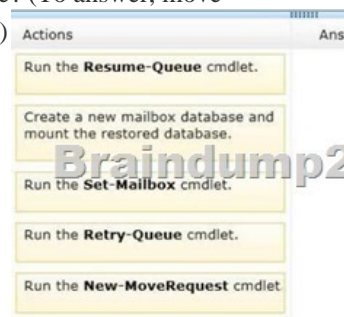 (To answer, move
)
Actions
Ans
Run the Resume-Queue cmdlet.
Create a new mailbox database and
mount the restored database.
Braindump2
Run the Set-Mailbox cmdlet.
Run the Retry-Queue cmdlet.
Run the New-MoveRequest cmdlet